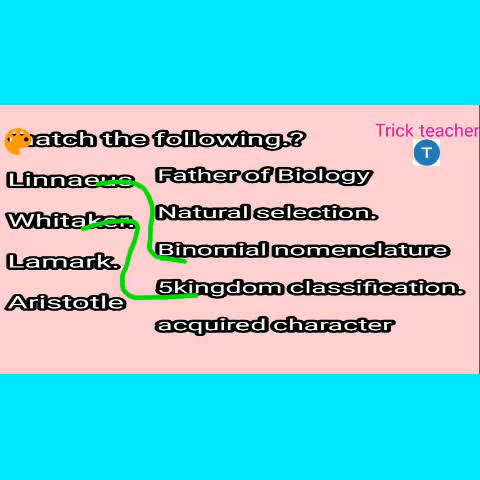 Trick teacher
T
atch the following.?
Linnaeus
Father of Biology
Whitaker.
Natural selection.
Lamark.
Binomial nomenclature
Aristotle
5kingdom classification.
acquired character